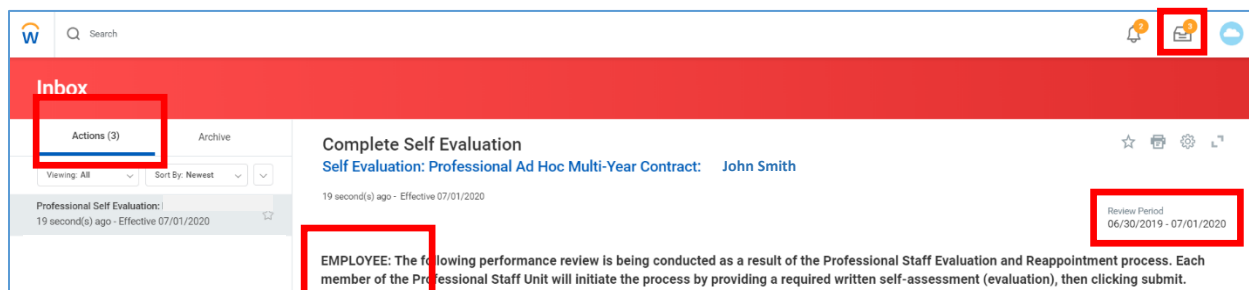 Search
7
3
Inbox
Actions (3)
Archive
Viewing: All
Sort By: Newest
Professional Self Evaluation:
19 second(s) ago - Effective 07/01/2020
Complete Self Evaluation
Self Evaluation: Professional Ad Hoc Multi-Year Contract: John Smith
19 second(s) ago - Effective 07/01/2020
Review Period
06/30/2019 - 07/01/2020
EMPLOYEE: The following performance review is being conducted as a result of the Professional Staff Evaluation and Reappointment process. Each
member of the Professional Staff Unit will initiate the process by providing a required written self-assessment (evaluation), then clicking submit.